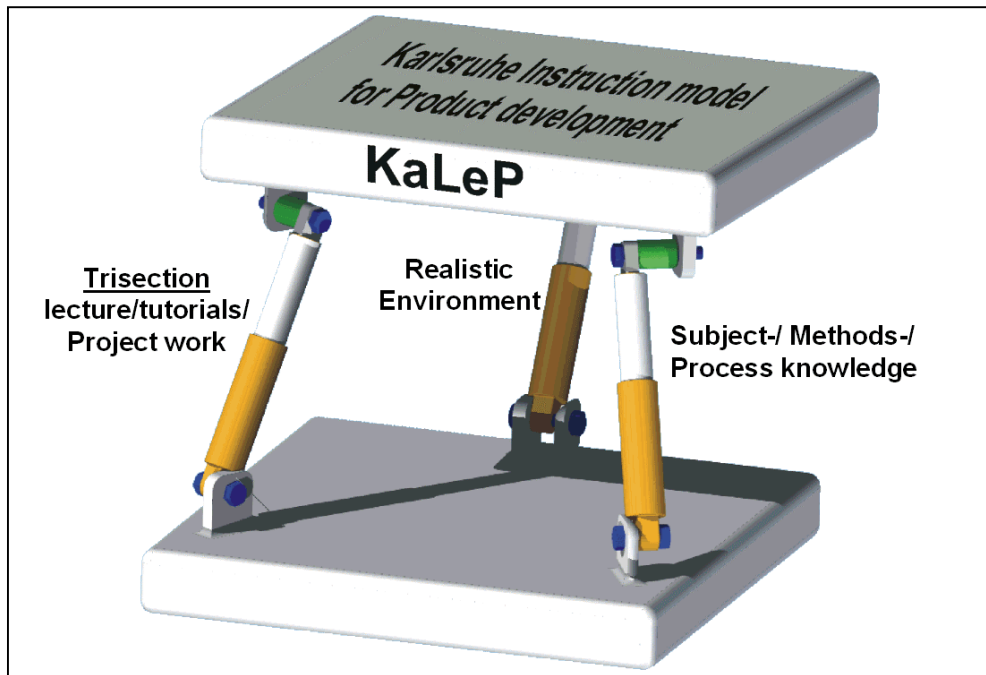 Karlsruhe Instruction model
for Product development
KaLeP
Trisection
lecture/tutorials/
Project work
Realistic
Environment
Subject-/ Methods-/
Process knowledge